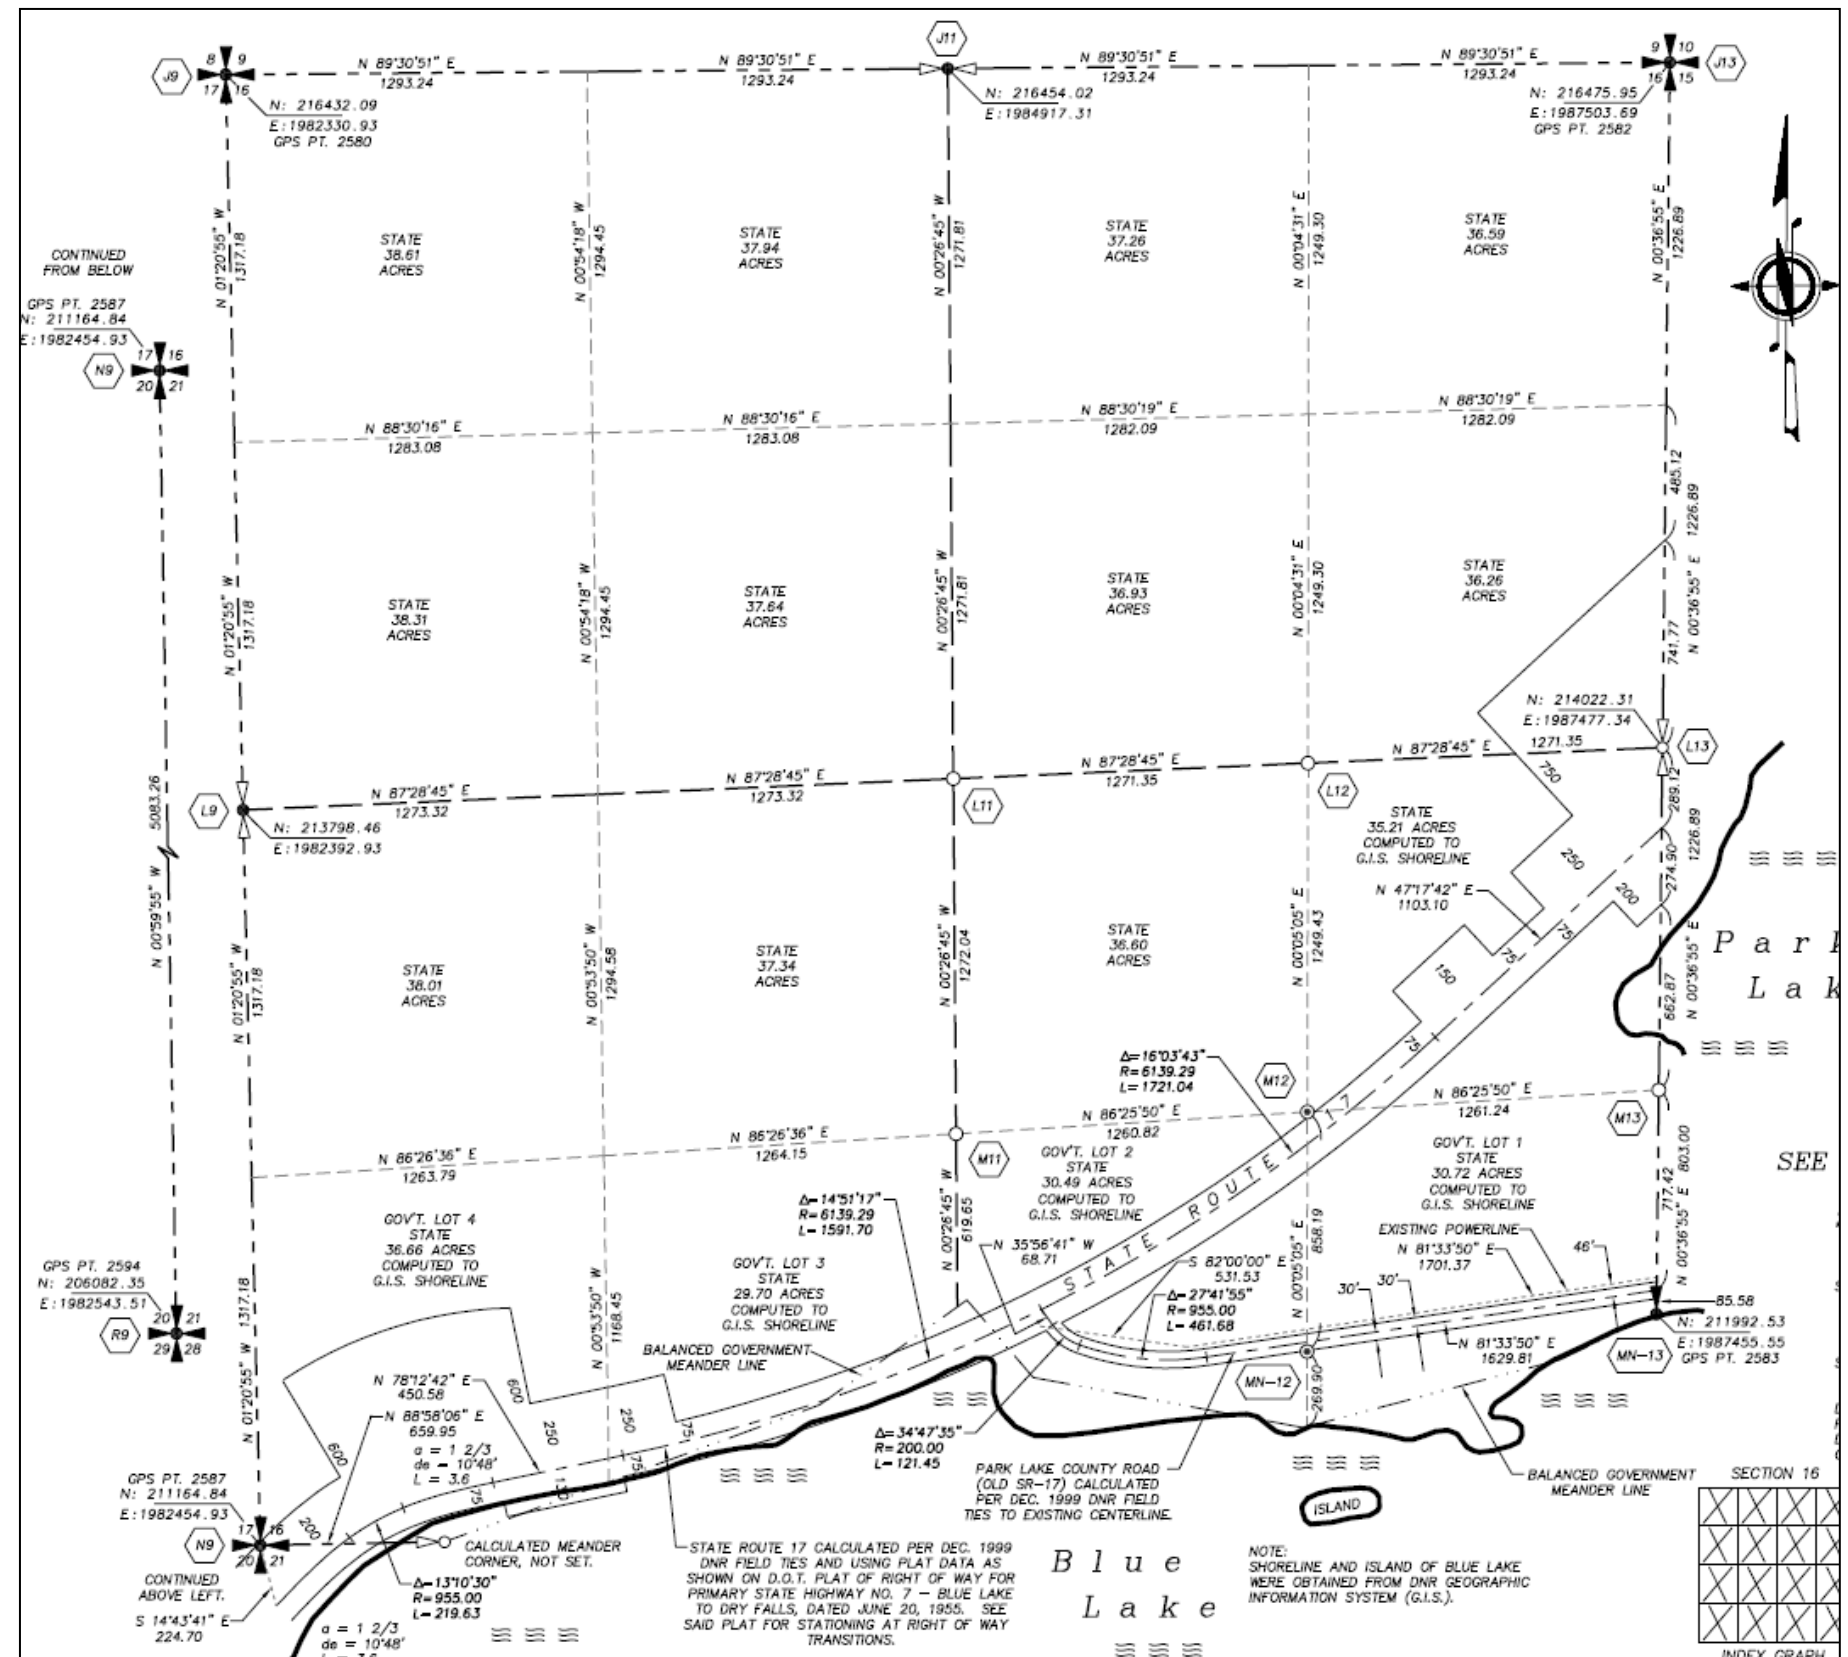 J9
8 9
17 16
N: 216432.09
E:1982330.93
GPS PT. 2580
N 89°30'51" E
1293.24
N 89°30'51" E
1293.24
J11
N: 216454.02
E:1984917.31
N 89°30'51" E
1293.24
N 89°30'51" E
1293.24
9 10
16 15
J13
N: 216475.95
E:1987503.69
GPS PT. 2582
CONTINUED
FROM BELOW
GPS PT. 2587
N: 211164.84
E:1982454.93
17 16
N9
20 21
N 01°20'55" W
1317.18
STATE
38.61
ACRES
N 00°54'18" W
1294.45
STATE
37.94
ACRES
N 00°26'45" W
1271.81
STATE
37.26
ACRES
N 00°04'31" E
1249.30
STATE
36.59
ACRES
N 00°36'55" E
1226.89
N 88°30'16" E
1283.08
N 88°30'16" E
1283.08
N 88°30'19" E
1282.09
N 88°30'19" E
1282.09
N 01°20'55" W
1317.18
STATE
38.31
ACRES
N 00°54'18" W
1294.45
STATE
37.64
ACRES
N 00°26'45" W
1271.81
STATE
36.93
ACRES
N 00°04'31" E
1249.30
STATE
36.26
ACRES
485.12
741.77
N 00°36'55" E 1226.89
N: 214022.31
E:1987477.34
L13
L9
N: 213798.46
E:1982392.93
N 87°28'45" E
1273.32
N 87°28'45" E
1273.32
L11
N 87°28'45" E
1271.35
L12
N 87°28'45" E 1271.35
N 00°59'55" W 5083.26
N 01°20'55" W
1317.18
STATE
38.01
ACRES
N 00°53'50" W
1294.58
STATE
37.34
ACRES
N 00°26'45" W
1272.04
STATE
36.60
ACRES
N 00°05'05" E
1249.43
STATE
35.21 ACRES
COMPUTED TO
G.I.S. SHORELINE
750
250
200
N 47°17'42" E
1103.10
75
75
150
75
289.12
274.90
662.87
N 00°36'55" E 1226.89
Park
Lak
Δ=16°03'43"
R=6139.29
L=1721.04
M12
M13
N 86°26'36" E
1263.79
N 86°26'36" E
1264.15
M11
N 86°25'50" E
1260.82
N 86°25'50" E
1261.24
SEE
GPS PT. 2594
N: 206082.35
E:1982543.51
20 21
R9
29 28
N 01°20'55" W 1317.18
GOV'T. LOT 4
STATE
36.66 ACRES
COMPUTED TO
G.I.S. SHORELINE
N 00°53'50" W
1168.45
GOV'T. LOT 3
STATE
29.70 ACRES
COMPUTED TO
G.I.S. SHORELINE
Δ=14°51'17"
R=6139.29
L=1591.70
N 00°26'45" W
619.65
GOV'T. LOT 2
STATE
30.49 ACRES
COMPUTED TO
G.I.S. SHORELINE
STATE ROUTE 17
N 35°56'41" W
68.71
S 82°00'00" E
531.53
Δ=27°41'55"
R=955.00
L=461.68
N 00°05'05" E 858.19
GOV'T. LOT 1
STATE
30.72 ACRES
COMPUTED TO
G.I.S. SHORELINE
EXISTING POWERLINE
N 81°33'50" E
1701.37
46'
30'
30'
717.42
N 00°36'55" E 803.00
85.58
N: 211992.53
E:1987455.55
GPS PT. 2583
MN-13
N 81°33'50" E
1629.81
MN-12
269.90
BALANCED GOVERNMENT
MEANDER LINE
N 78°12'42" E
450.58
N 88°58'06" E
659.95
a = 1 2/3
de = 10°48'
L = 3.6
600
600
250
250
75
75
75
130
200
GPS PT. 2587
N: 211164.84
E:1982454.93
17 16
N9
20 21
CONTINUED
ABOVE LEFT.
S 14°43'41" E
224.70
Δ=13°10'30"
R=955.00
L=219.63
a = 1 2/3
de = 10°48'
L = 3.6
CALCULATED MEANDER
CORNER, NOT SET.
STATE ROUTE 17 CALCULATED PER DEC. 1999
DNR FIELD TIES AND USING PLAT DATA AS
SHOWN ON D.O.T. PLAT OF RIGHT OF WAY FOR
PRIMARY STATE HIGHWAY NO. 7 – BLUE LAKE
TO DRY FALLS, DATED JUNE 20, 1955. SEE
SAID PLAT FOR STATIONING AT RIGHT OF WAY
TRANSITIONS.
Δ=34°47'35"
R=200.00
L=121.45
PARK LAKE COUNTY ROAD
(OLD SR-17) CALCULATED
PER DEC. 1999 DNR FIELD
TIES TO EXISTING CENTERLINE.
Blue
Lake
ISLAND
NOTE:
SHORELINE AND ISLAND OF BLUE LAKE
WERE OBTAINED FROM DNR GEOGRAPHIC
INFORMATION SYSTEM (G.I.S.).
BALANCED GOVERNMENT
MEANDER LINE
SECTION 16
INDEX GRAPH